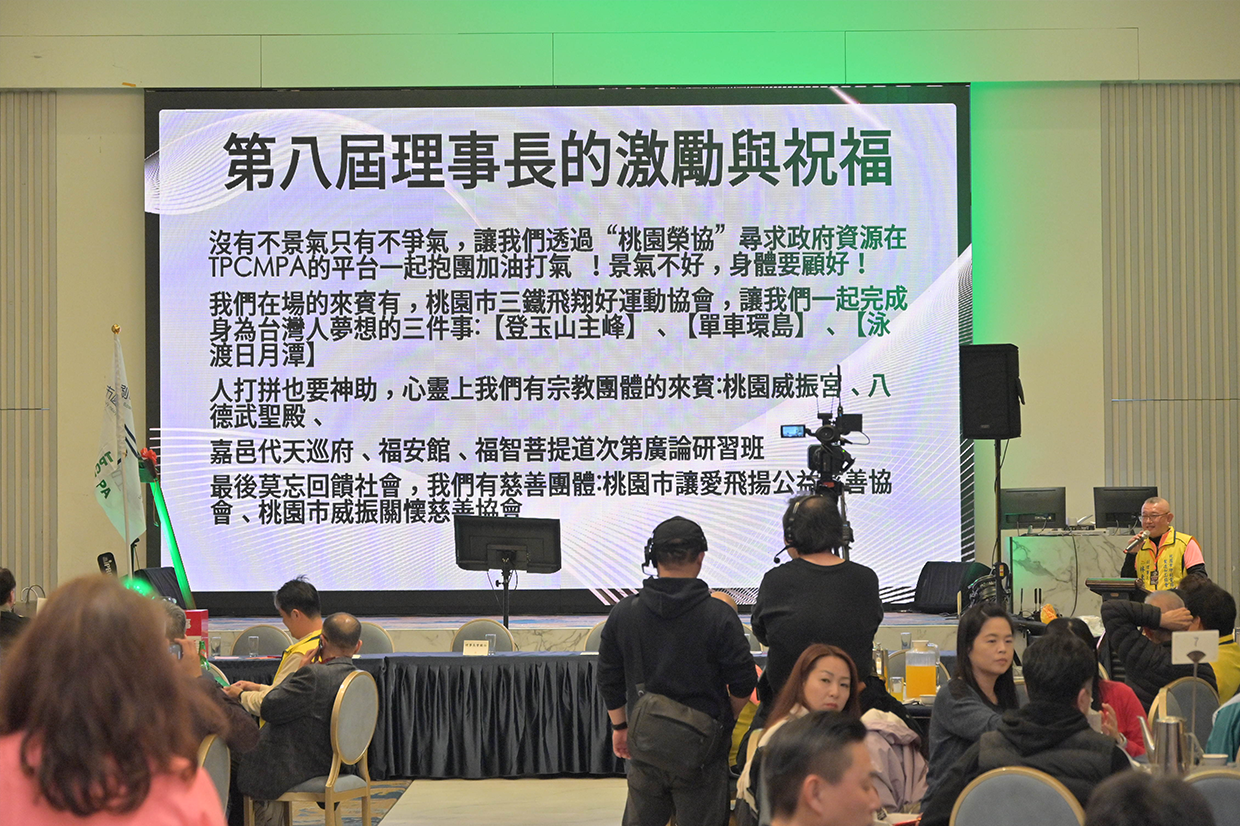 第八屆理事長的激勵與祝福
沒有不景氣只有不爭氣，讓我們透過“桃園榮協”尋求政府資源在
TPCMPA的平台一起抱團加油打氣 ！景氣不好，身體要顧好！
我們在場的來賓有，桃園市三鐵飛翔好運動協會，讓我們一起完成
身為台灣人夢想的三件事:【登玉山主峰】、【單車環島】、【泳
渡日月潭】
人打拼也要神助，心靈上我們有宗教團體的來賓:桃園威振宮、八
德武聖殿、
嘉邑代天巡府、福安館、福智菩提道次第廣論研習班
最後莫忘回饋社會，我們有慈善團體:桃園市讓愛飛揚公益慈善協
會、桃園市威振關懷慈善協會
7